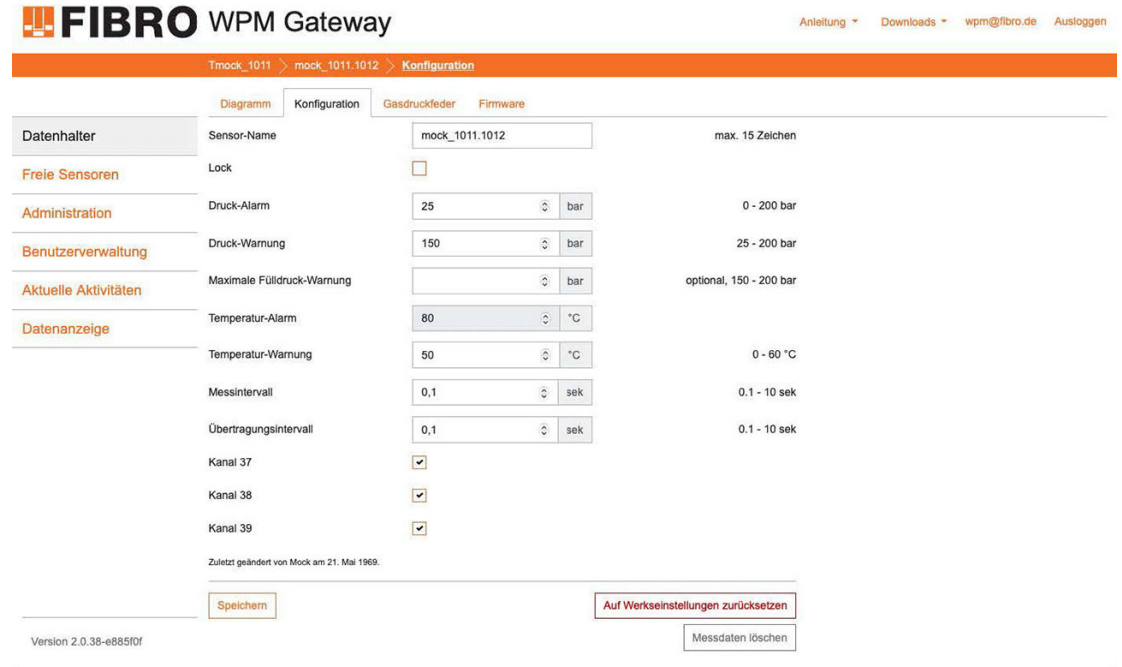 FIBRO WPM Gateway
Anleitung Downloads wpm@fibro.de Ausloggen
Tmock_1011 mock_1011.1012 Konfiguration
Diagramm Konfiguration Gasdruckfeder Firmware
Datenhalter
Freie Sensoren
Administration
Benutzerverwaltung
Aktuelle Aktivitäten
Datenanzeige
Sensor-Name mock_1011.1012 max. 15 Zeichen
Lock
Druck-Alarm 25 bar 0 - 200 bar
Druck-Warnung 150 bar 25 - 200 bar
Maximale Fülldruck-Warnung bar optional, 150 - 200 bar
Temperatur-Alarm 80 °C
Temperatur-Warnung 50 °C 0 - 60 °C
Messintervall 0,1 sek 0.1 - 10 sek
Übertragungsintervall 0,1 sek 0.1 - 10 sek
Kanal 37
Kanal 38
Kanal 39
Zuletzt geändert von Mock am 21. Mai 1969.
Speichern Auf Werkseinstellungen zurücksetzen
Messdaten löschen
Version 2.0.38-e885f0f